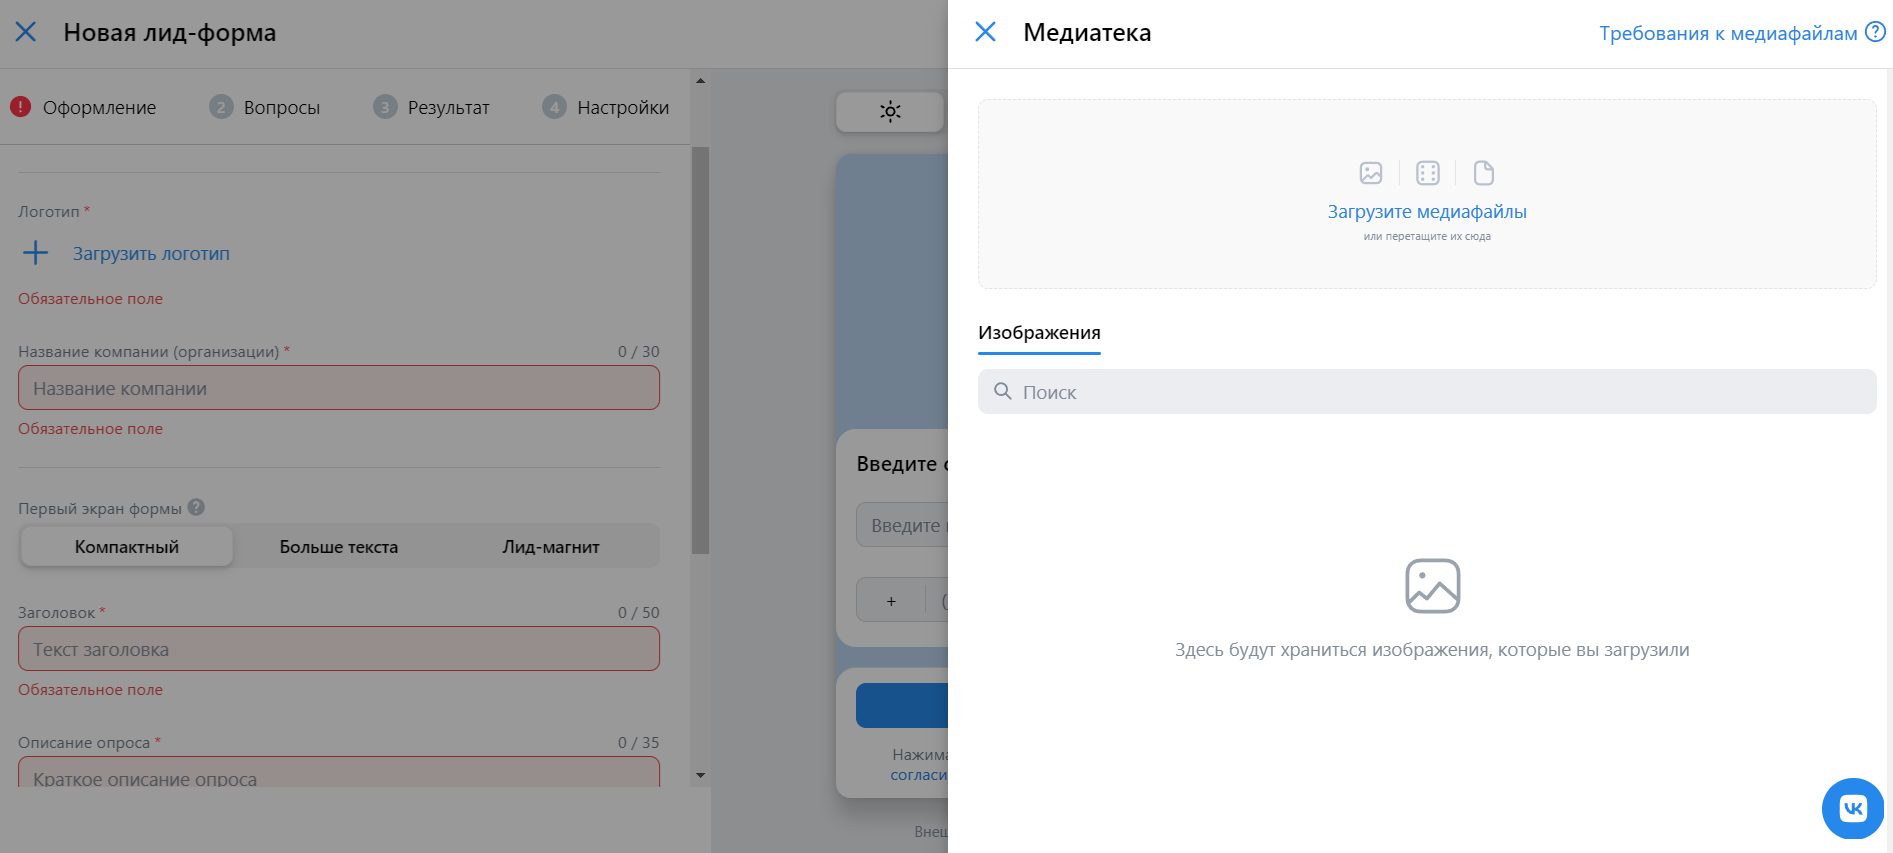 Новая лид-форма
Оформление
2 Вопросы
3 Результат
4 Настройки
Логотип *
Загрузить логотип
Обязательное поле
Название компании (организации) *
0 / 30
Название компании
Обязательное поле
Первый экран формы ?
Компактный
Больше текста
Лид-магнит
Заголовок *
0 / 50
Текст заголовка
Обязательное поле
Описание опроса *
0 / 35
Краткое описание опроса
Введите
Введите
+
(
Нажима
согласи
Внеш
Медиатека
Требования к медиафайлам ?
Загрузите медиафайлы
или перетащите их сюда
Изображения
Поиск
Здесь будут храниться изображения, которые вы загрузили